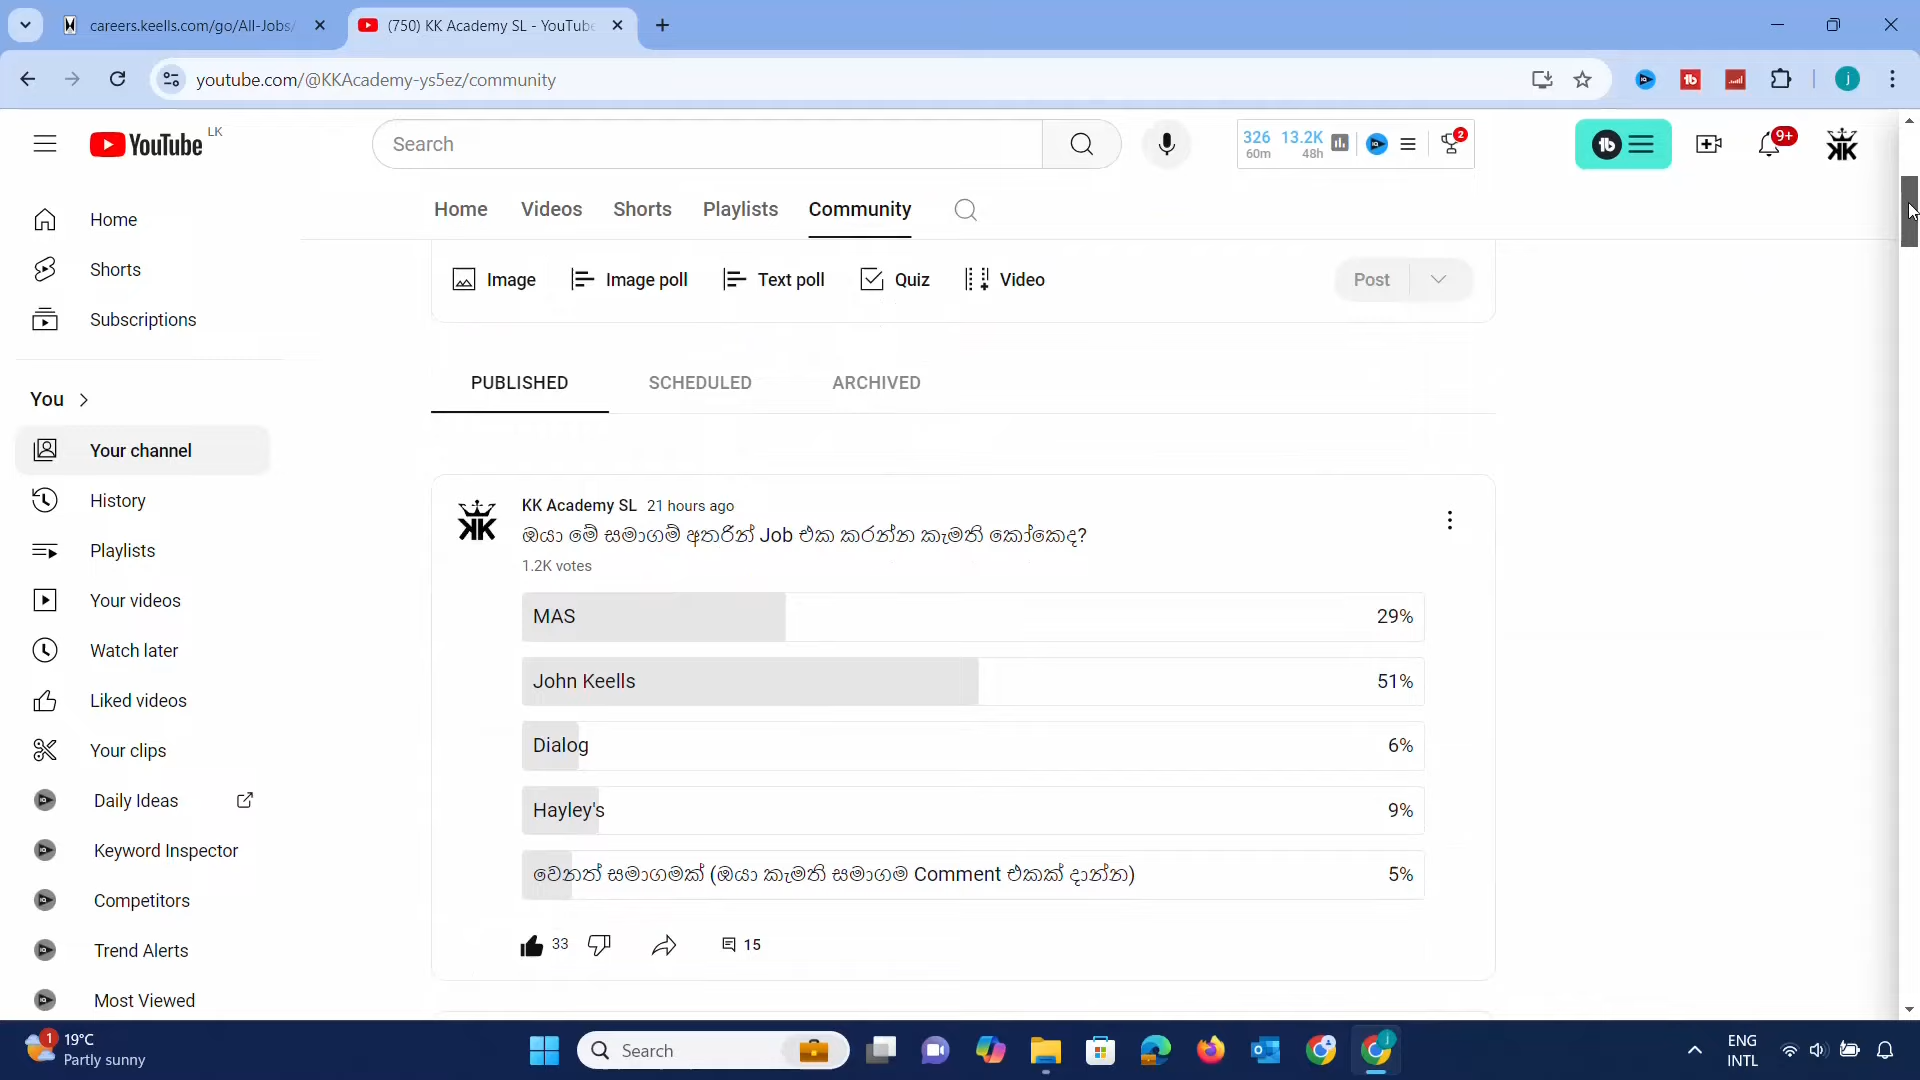 careers.keells.com/go/All-Jobs/
(750) KK Academy SL - YouTube
youtube.com/@KKAcademy-ys5ez/community
YouTube LK
Search
326 13.2K
60m 48h
2
9+
Home
Shorts
Subscriptions
You
Your channel
History
Playlists
Your videos
Watch later
Liked videos
Your clips
Daily Ideas
Keyword Inspector
Competitors
Trend Alerts
Most Viewed
Home Videos Shorts Playlists Community
Image Image poll Text poll Quiz Video Post
PUBLISHED SCHEDULED ARCHIVED
KK Academy SL 21 hours ago
ඔයා මේ සමාගම් අතරින් Job එක කරන්න කැමති කෝකෙද?
1.2K votes
MAS 29%
John Keells 51%
Dialog 6%
Hayley's 9%
වෙනත් සමාගමක් (ඔයා කැමති සමාගම Comment එකක් දාන්න) 5%
33 15
1 19°C
Partly sunny
Search
ENG
INTL